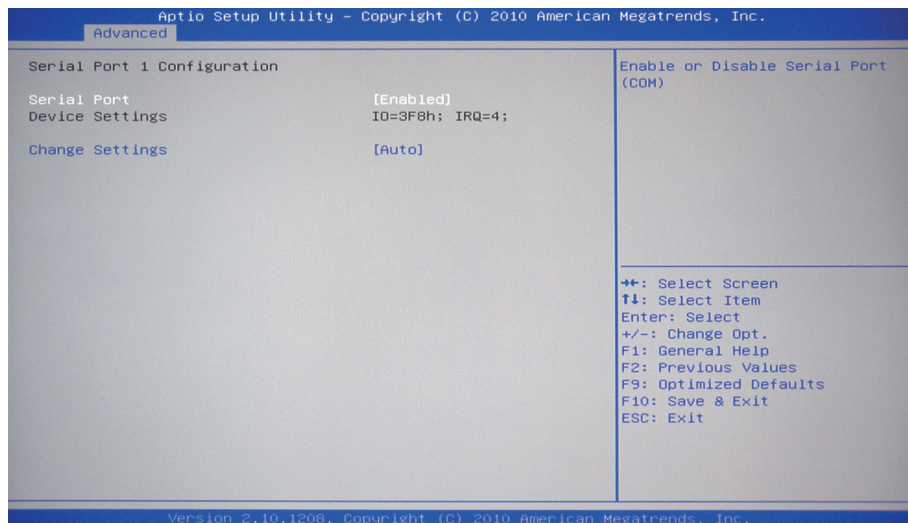 Aptio Setup Utility – Copyright (C) 2010 American Megatrends, Inc.
Advanced
Serial Port 1 Configuration
Serial Port [Enabled]
Device Settings IO=3F8h; IRQ=4;
Change Settings [Auto]
Enable or Disable Serial Port
(COM)
→←: Select Screen
↑↓: Select Item
Enter: Select
+/-: Change Opt.
F1: General Help
F2: Previous Values
F9: Optimized Defaults
F10: Save & Exit
ESC: Exit
Version 2.10.1208. Copyright (C) 2010 American Megatrends, Inc.